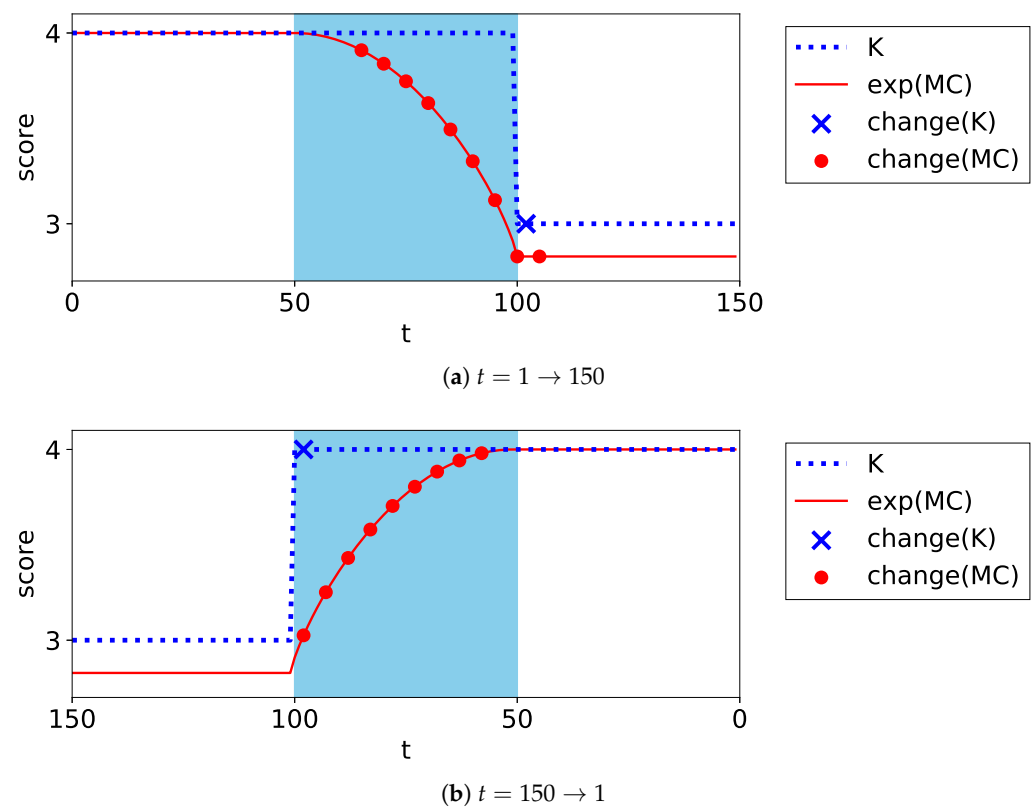 4
3
score
0 50 100 150
t
K
exp(MC)
change(K)
change(MC)
(a) t = 1 → 150
4
3
score
150 100 50 0
t
K
exp(MC)
change(K)
change(MC)
(b) t = 150 → 1